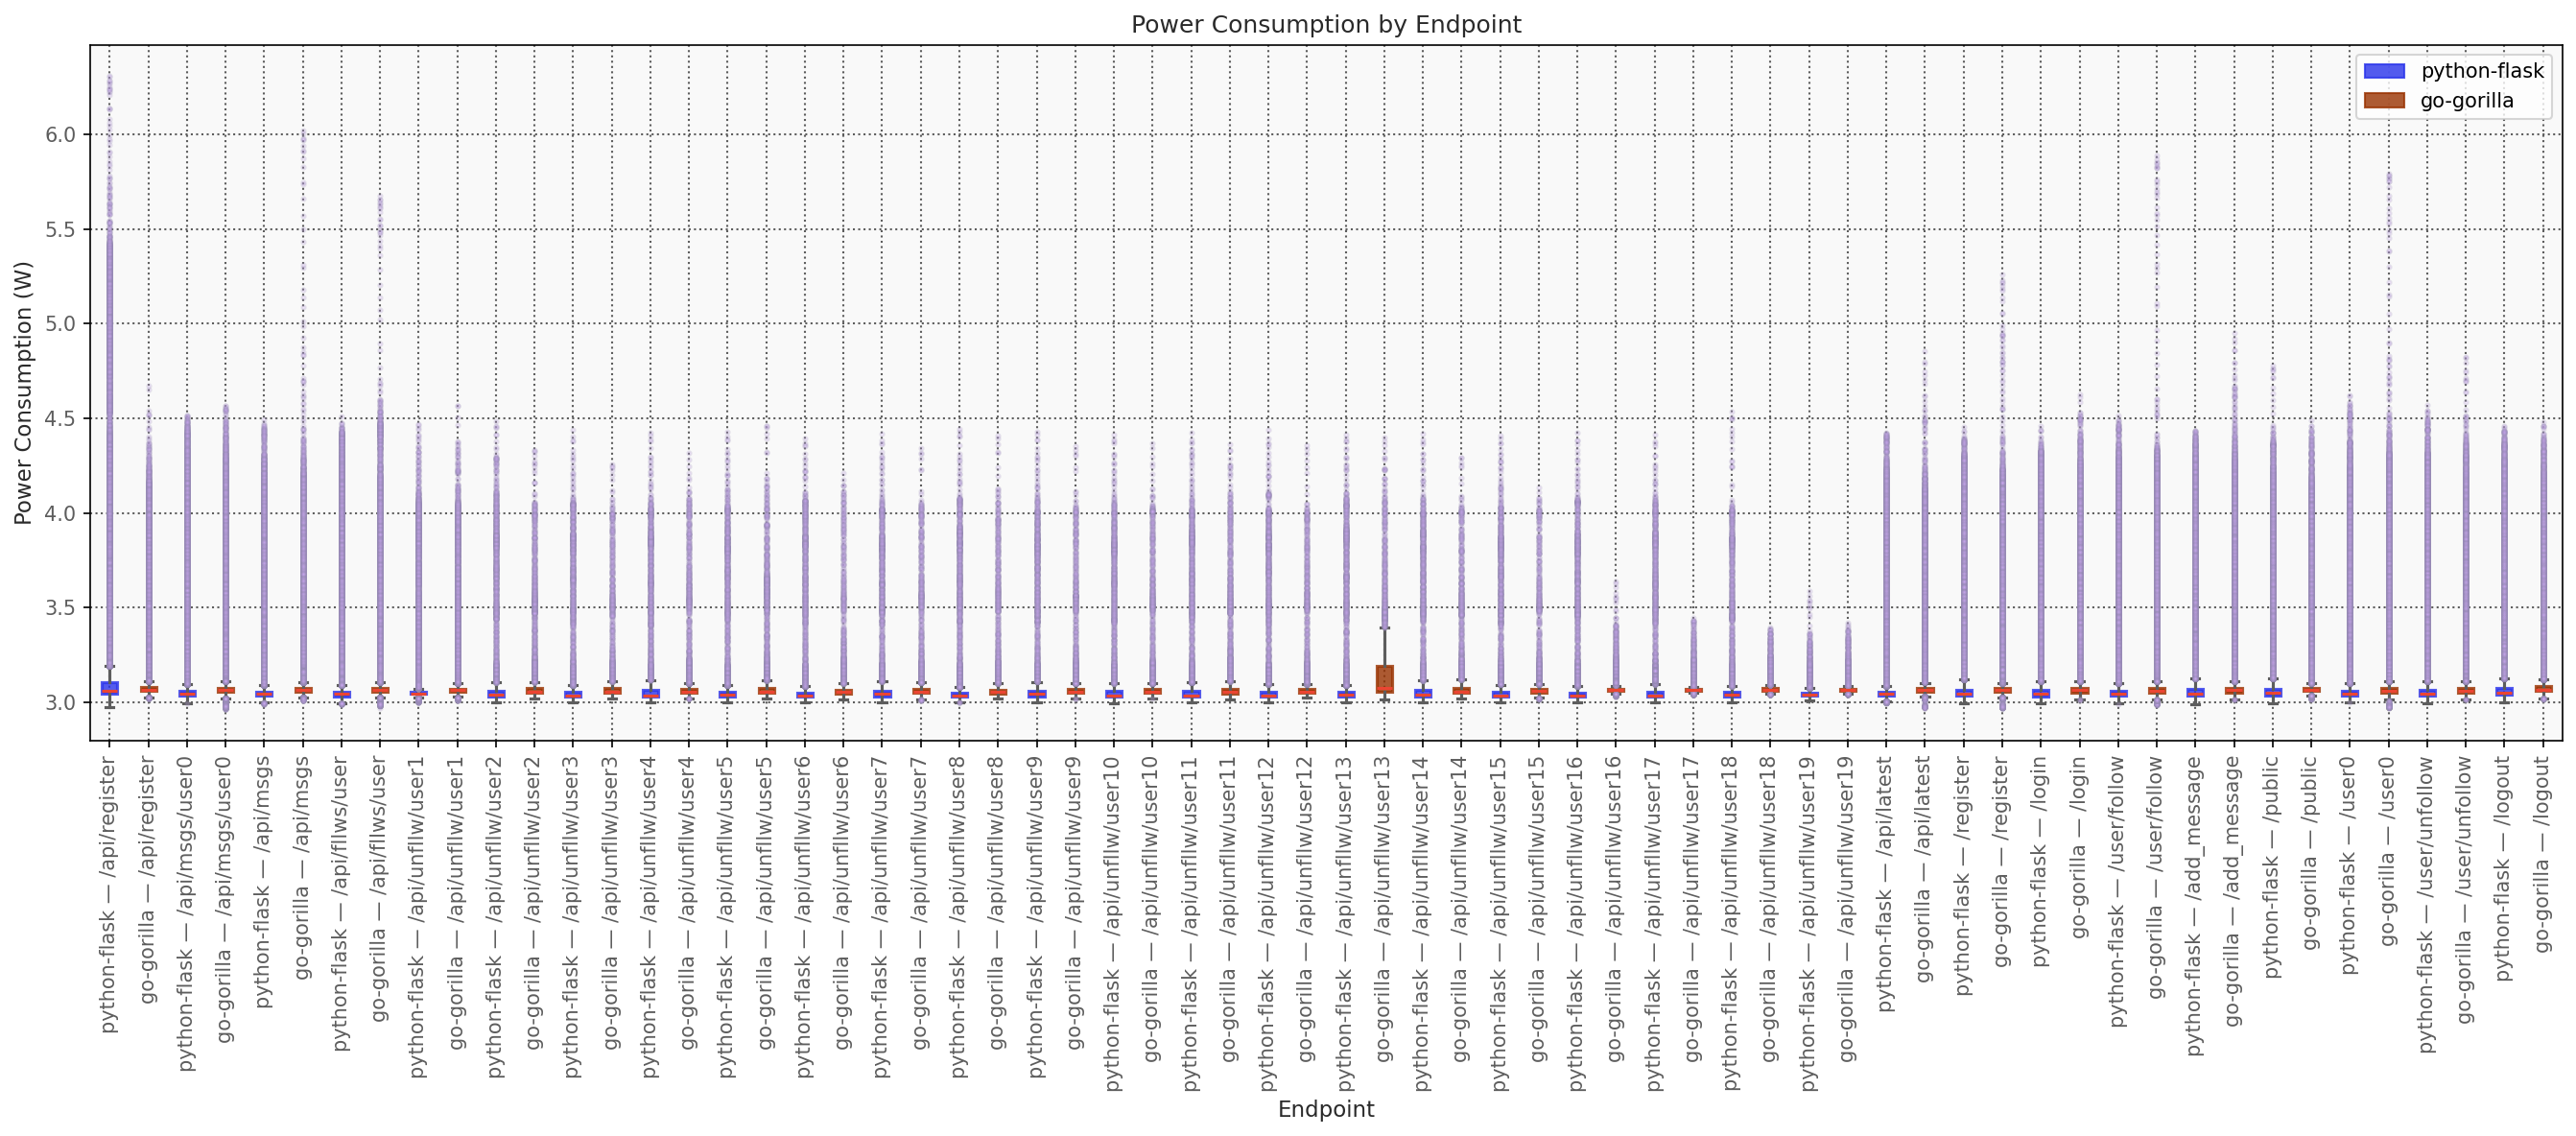 Power Consumption by Endpoint
python-flask
go-gorilla
Power Consumption (W)
6.0
5.5
5.0
4.5
4.0
3.5
3.0
python-flask — /api/register
go-gorilla — /api/register
python-flask — /api/msgs/user0
go-gorilla — /api/msgs/user0
python-flask — /api/msgs
go-gorilla — /api/msgs
python-flask — /api/fllws/user
go-gorilla — /api/fllws/user
python-flask — /api/unfllw/user1
go-gorilla — /api/unfllw/user1
python-flask — /api/unfllw/user2
go-gorilla — /api/unfllw/user2
python-flask — /api/unfllw/user3
go-gorilla — /api/unfllw/user3
python-flask — /api/unfllw/user4
go-gorilla — /api/unfllw/user4
python-flask — /api/unfllw/user5
go-gorilla — /api/unfllw/user5
python-flask — /api/unfllw/user6
go-gorilla — /api/unfllw/user6
python-flask — /api/unfllw/user7
go-gorilla — /api/unfllw/user7
python-flask — /api/unfllw/user8
go-gorilla — /api/unfllw/user8
python-flask — /api/unfllw/user9
go-gorilla — /api/unfllw/user9
python-flask — /api/unfllw/user10
go-gorilla — /api/unfllw/user10
python-flask — /api/unfllw/user11
go-gorilla — /api/unfllw/user11
python-flask — /api/unfllw/user12
go-gorilla — /api/unfllw/user12
python-flask — /api/unfllw/user13
go-gorilla — /api/unfllw/user13
python-flask — /api/unfllw/user14
go-gorilla — /api/unfllw/user14
python-flask — /api/unfllw/user15
go-gorilla — /api/unfllw/user15
python-flask — /api/unfllw/user16
go-gorilla — /api/unfllw/user16
python-flask — /api/unfllw/user17
go-gorilla — /api/unfllw/user17
python-flask — /api/unfllw/user18
go-gorilla — /api/unfllw/user18
python-flask — /api/unfllw/user19
go-gorilla — /api/unfllw/user19
python-flask — /api/latest
go-gorilla — /api/latest
python-flask — /register
go-gorilla — /register
python-flask — /login
go-gorilla — /login
python-flask — /user/follow
go-gorilla — /user/follow
python-flask — /add_message
go-gorilla — /add_message
python-flask — /public
go-gorilla — /public
python-flask — /user0
go-gorilla — /user0
python-flask — /user/unfollow
go-gorilla — /user/unfollow
python-flask — /logout
go-gorilla — /logout
Endpoint